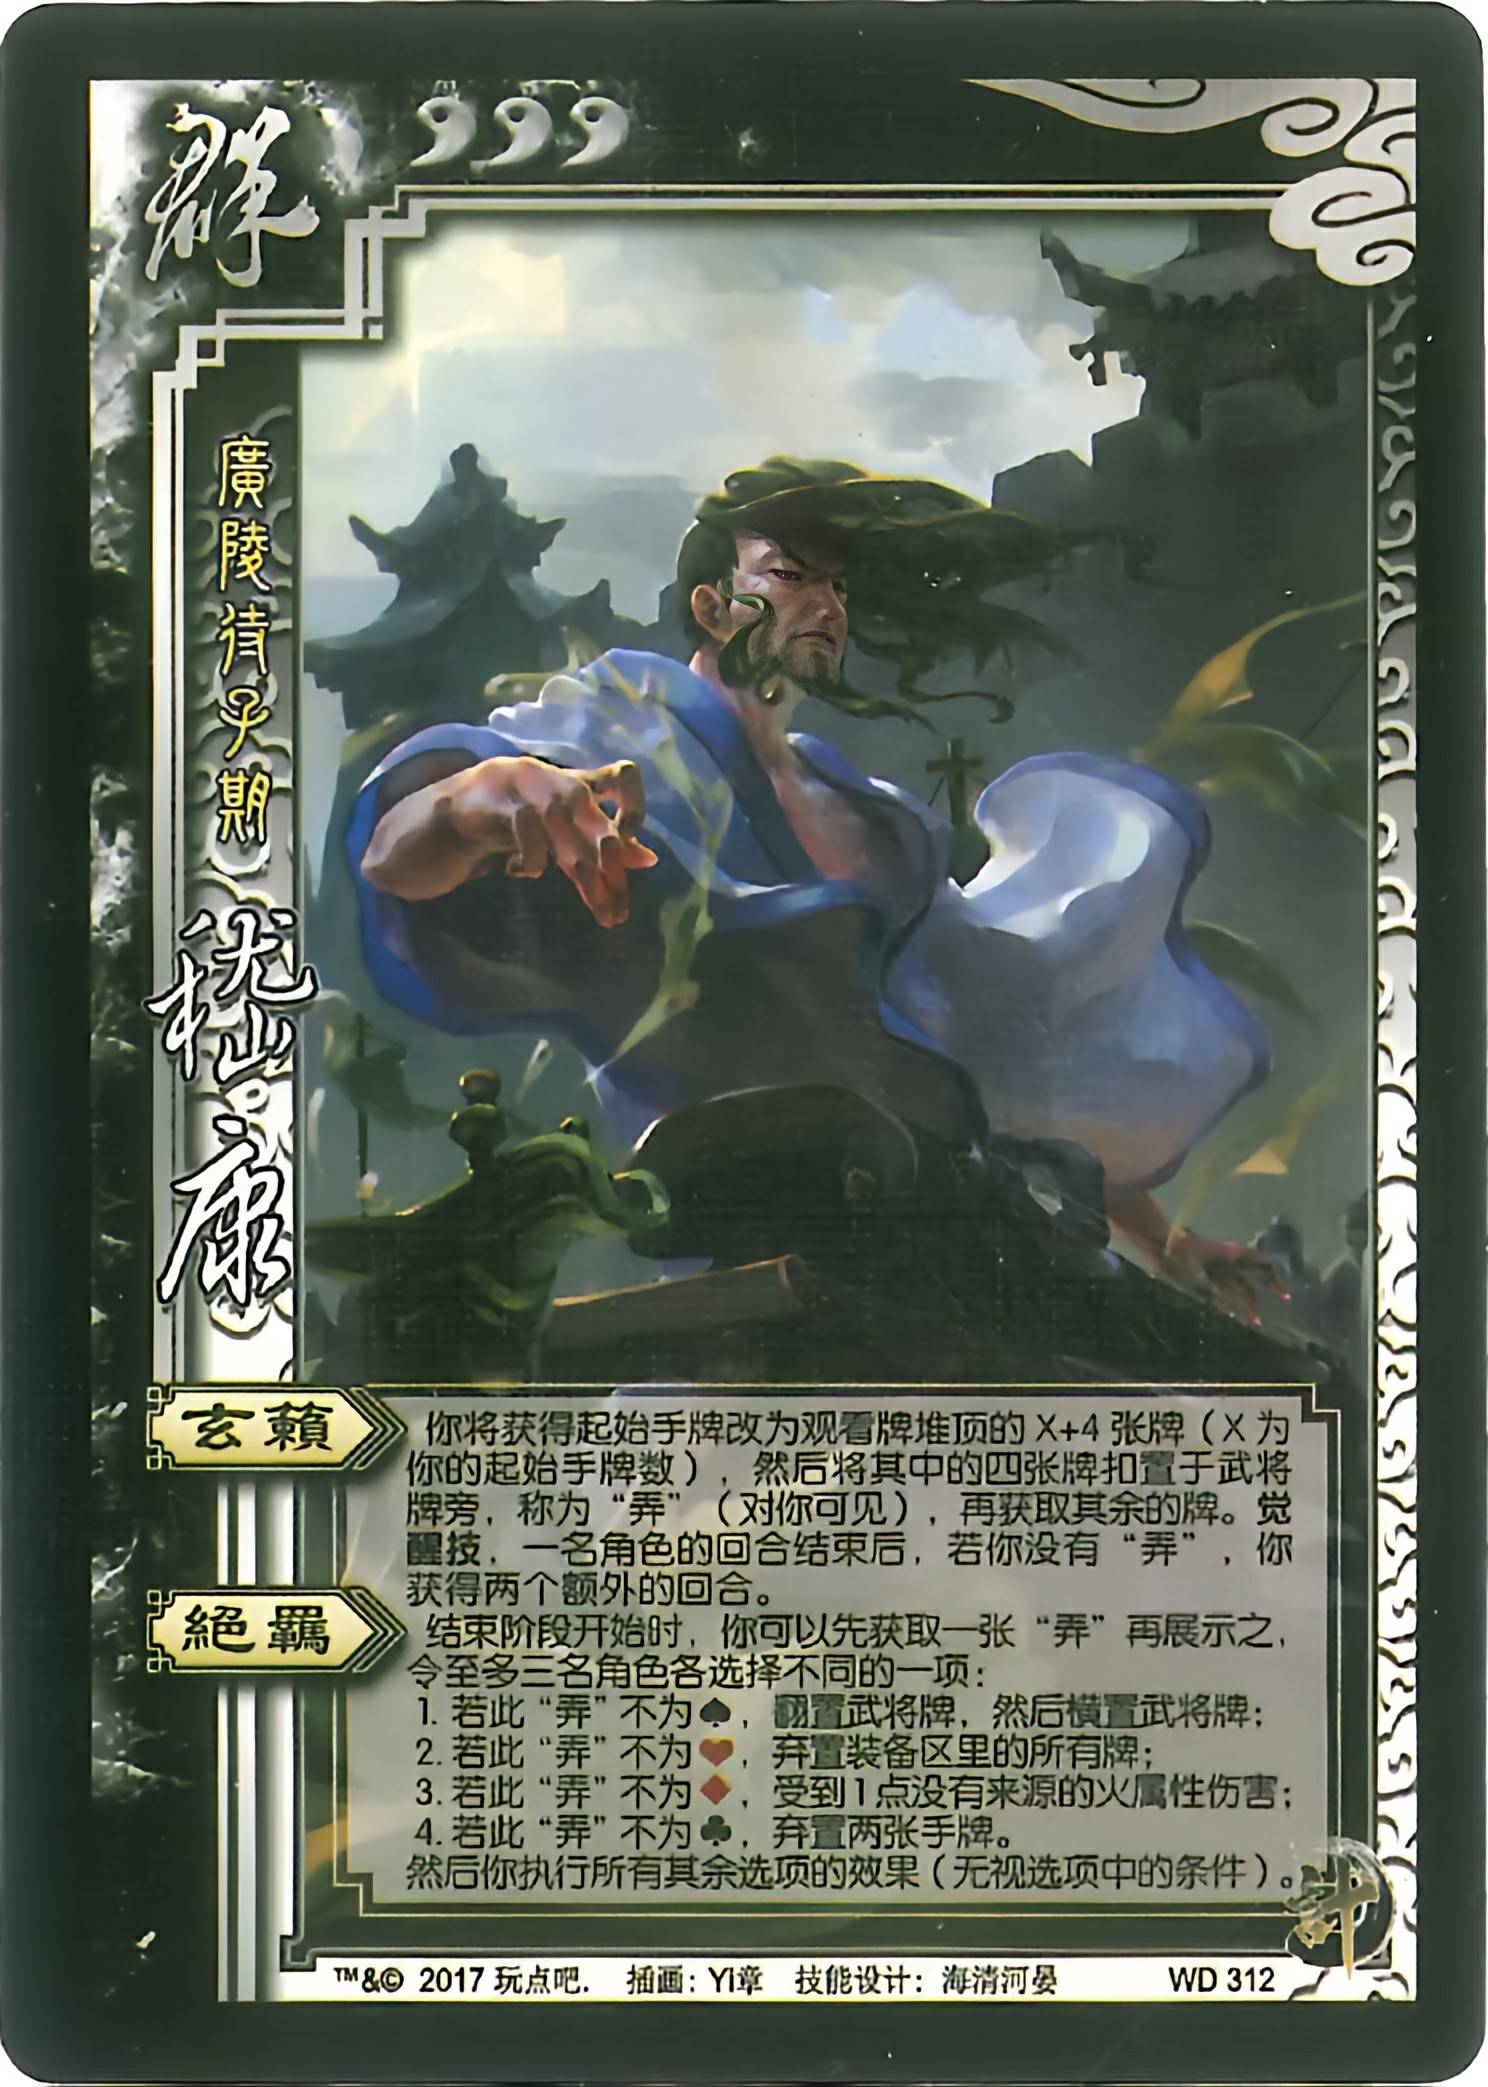 群
廣陵待子期
嵇康
玄籟
你将获得起始手牌改为观看牌堆顶的 X+4 张牌（X 为
你的起始手牌数），然后将其中的四张牌扣置于武将
牌旁，称为“弄”（对你可见），再获取其余的牌。觉
醒技，一名角色的回合结束后，若你没有“弄”，你
获得两个额外的回合。
絕羈
结束阶段开始时，你可以先获取一张“弄”再展示之，
令至多三名角色各选择不同的一项：
1. 若此“弄”不为♠，翻置武将牌，然后横置武将牌；
2. 若此“弄”不为♥，弃置装备区里的所有牌；
3. 若此“弄”不为♦，受到1点没有来源的火属性伤害；
4. 若此“弄”不为♣，弃置两张手牌。
然后你执行所有其余选项的效果（无视选项中的条件）。
計
™&© 2017 玩点吧. 插画：YI章 技能设计：海清河晏 WD 312